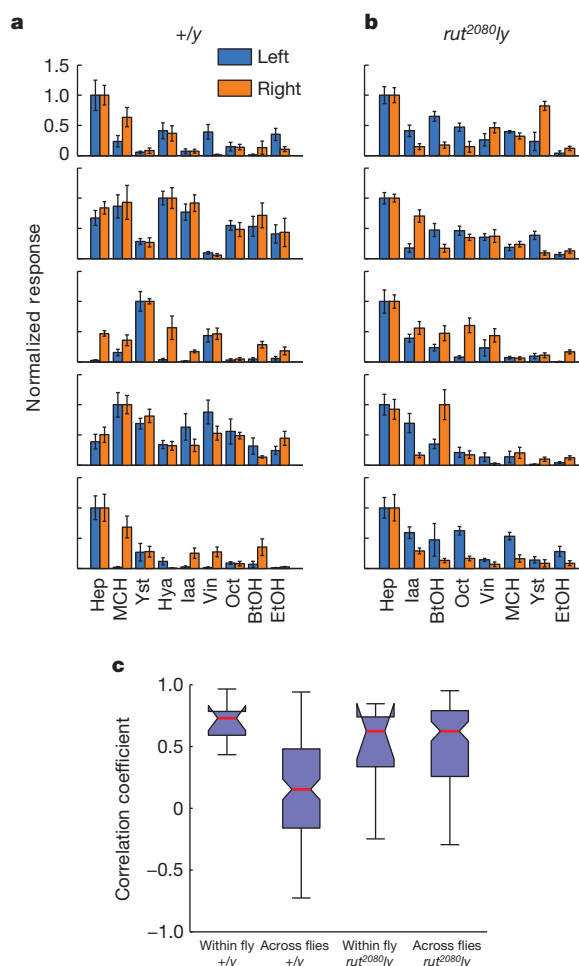 a
+/y
b
rut2080/y
Left
Right
1.0
0.5
0
Normalized response
Hep
MCH
Yst
Hya
Iaa
Vin
Oct
BtOH
EtOH
Hep
Iaa
BtOH
Oct
Vin
MCH
Yst
EtOH
c
Correlation coefficient
1.0
0.5
0
−0.5
−1.0
Within fly
+/y
Across flies
+/y
Within fly
rut2080/y
Across flies
rut2080/y